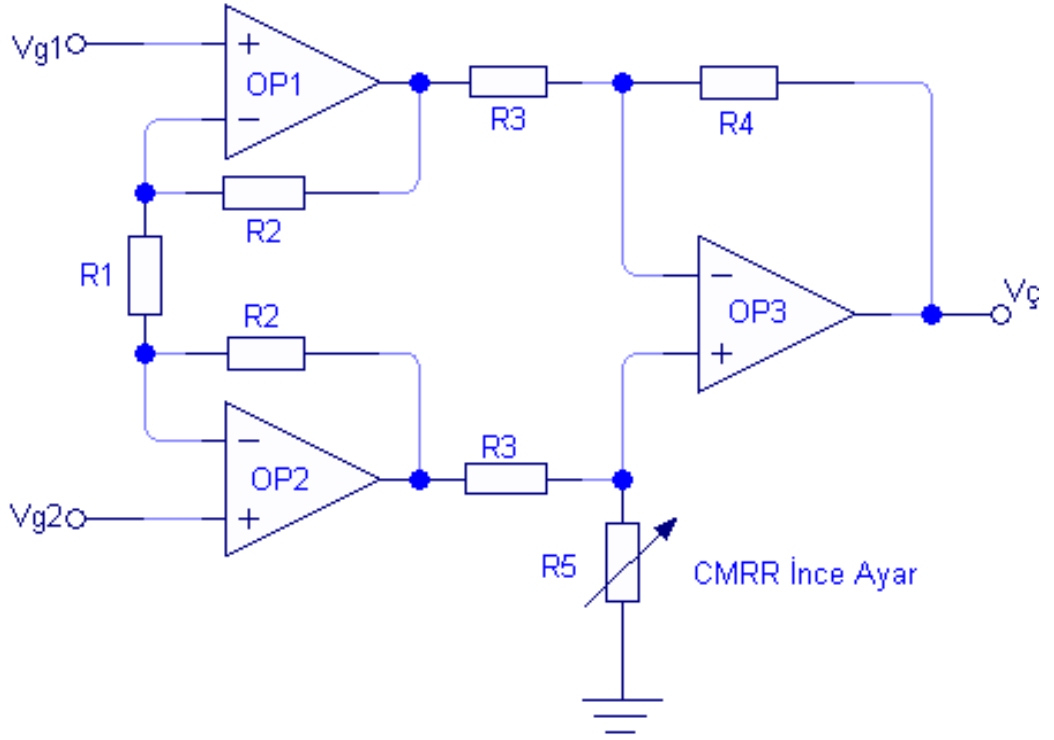 Vg1
+
OP1
−
R3
R4
R2
R1
R2
−
OP3
+
Vç
−
OP2
+
R3
Vg2
R5
CMRR İnce Ayar